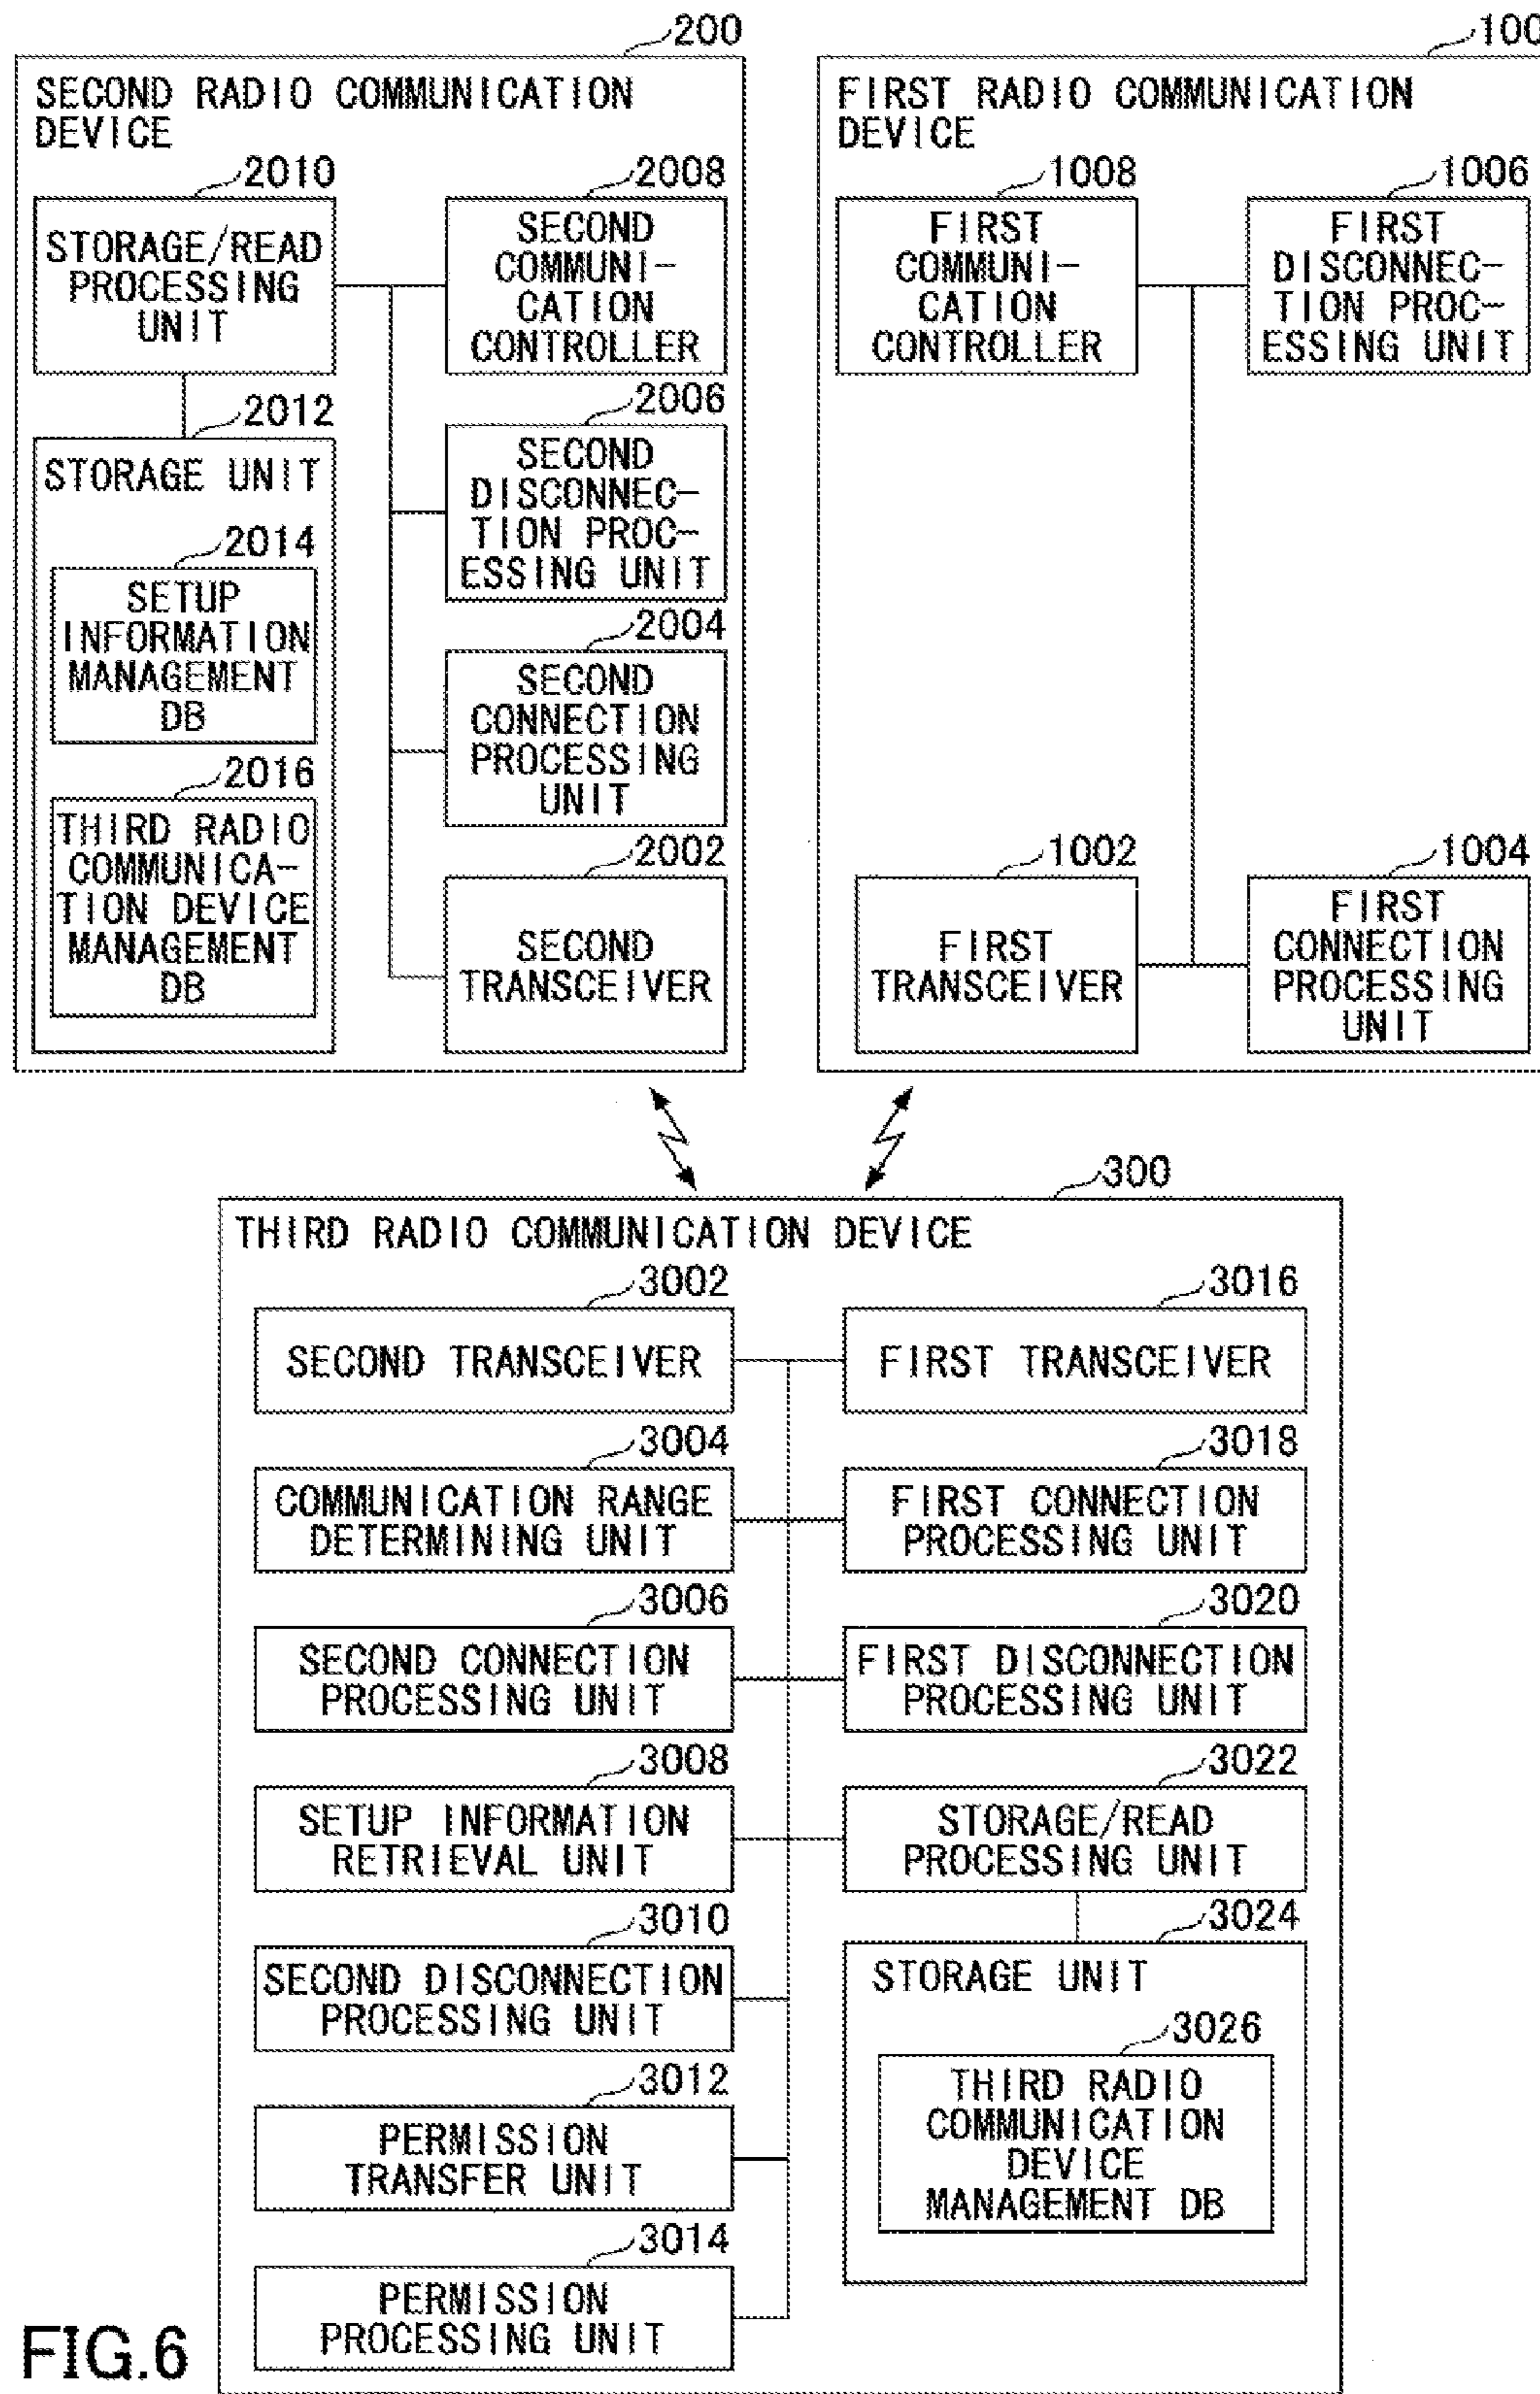 200
SECOND RADIO COMMUNICATION
DEVICE
2010
STORAGE/READ
PROCESSING
UNIT
2008
SECOND
COMMUNI-
CATION
CONTROLLER
2012
STORAGE UNIT
2014
SETUP
INFORMATION
MANAGEMENT
DB
2016
THIRD RADIO
COMMUNICA-
TION DEVICE
MANAGEMENT
DB
2006
SECOND
DISCONNEC-
TION PROC-
ESSING UNIT
2004
SECOND
CONNECTION
PROCESSING
UNIT
2002
SECOND
TRANSCEIVER
100
FIRST RADIO COMMUNICATION
DEVICE
1008
FIRST
COMMUNI-
CATION
CONTROLLER
1006
FIRST
DISCONNEC-
TION PROC-
ESSING UNIT
1002
FIRST
TRANSCEIVER
1004
FIRST
CONNECTION
PROCESSING
UNIT
300
THIRD RADIO COMMUNICATION DEVICE
3002
SECOND TRANSCEIVER
3004
COMMUNICATION RANGE
DETERMINING UNIT
3006
SECOND CONNECTION
PROCESSING UNIT
3008
SETUP INFORMATION
RETRIEVAL UNIT
3010
SECOND DISCONNECTION
PROCESSING UNIT
3012
PERMISSION
TRANSFER UNIT
3014
PERMISSION
PROCESSING UNIT
3016
FIRST TRANSCEIVER
3018
FIRST CONNECTION
PROCESSING UNIT
3020
FIRST DISCONNECTION
PROCESSING UNIT
3022
STORAGE/READ
PROCESSING UNIT
3024
STORAGE UNIT
3026
THIRD RADIO
COMMUNICATION
DEVICE
MANAGEMENT DB
FIG.6